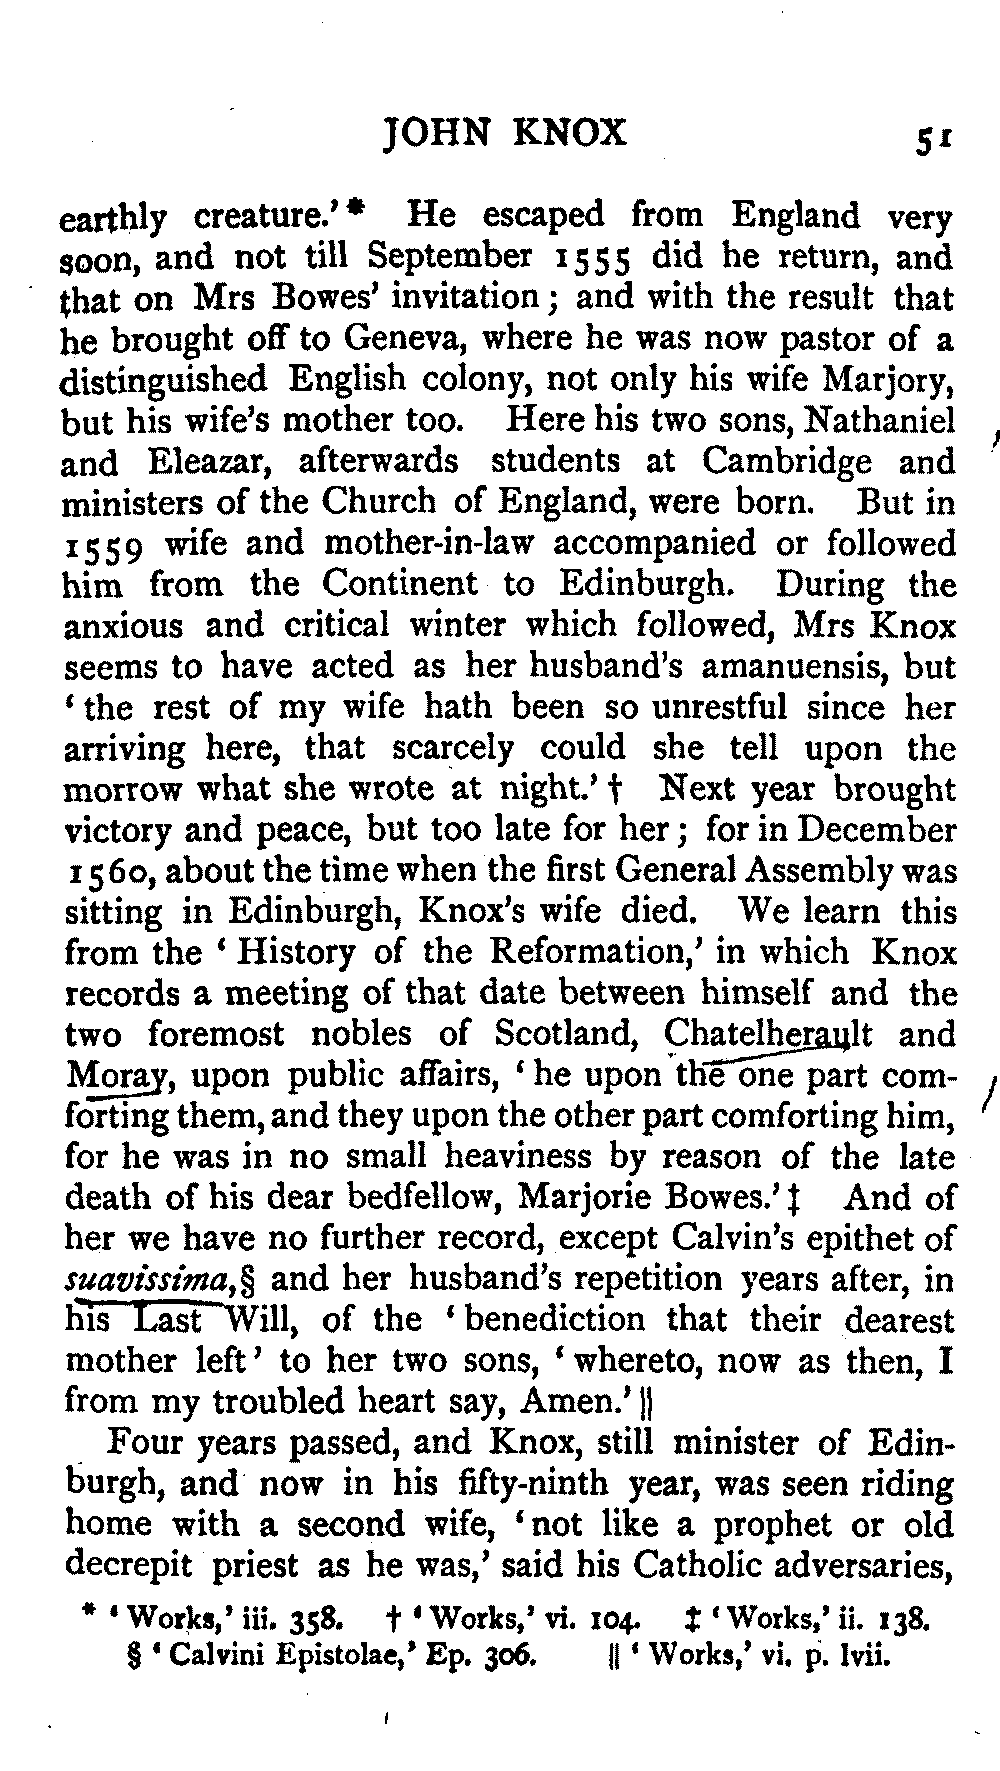 JOHN KNOX 51
earthly creature.’* He escaped from England very
soon, and not till September 1555 did he return, and
that on Mrs Bowes’ invitation; and with the result that
he brought off to Geneva, where he was now pastor of a
distinguished English colony, not only his wife Marjory,
but his wife’s mother too. Here his two sons, Nathaniel
and Eleazar, afterwards students at Cambridge and
ministers of the Church of England, were born. But in
1559 wife and mother-in-law accompanied or followed
him from the Continent to Edinburgh. During the
anxious and critical winter which followed, Mrs Knox
seems to have acted as her husband’s amanuensis, but
‘the rest of my wife hath been so unrestful since her
arriving here, that scarcely could she tell upon the
morrow what she wrote at night.’† Next year brought
victory and peace, but too late for her; for in December
1560, about the time when the first General Assembly was
sitting in Edinburgh, Knox’s wife died. We learn this
from the ‘History of the Reformation,’ in which Knox
records a meeting of that date between himself and the
two foremost nobles of Scotland, Chatelherault and
Moray, upon public affairs, ‘he upon the one part com-
forting them, and they upon the other part comforting him,
for he was in no small heaviness by reason of the late
death of his dear bedfellow, Marjorie Bowes.’‡ And of
her we have no further record, except Calvin’s epithet of
suavissima,§ and her husband’s repetition years after, in
his Last Will, of the ‘benediction that their dearest
mother left’ to her two sons, ‘whereto, now as then, I
from my troubled heart say, Amen.’||
Four years passed, and Knox, still minister of Edin-
burgh, and now in his fifty-ninth year, was seen riding
home with a second wife, ‘not like a prophet or old
decrepit priest as he was,’ said his Catholic adversaries,
* ‘Works,’ iii. 358. † ‘Works,’ vi. 104. ‡ ‘Works,’ ii. 138.
§ ‘Calvini Epistolae,’ Ep. 306. || ‘Works,’ vi. p. lvii.